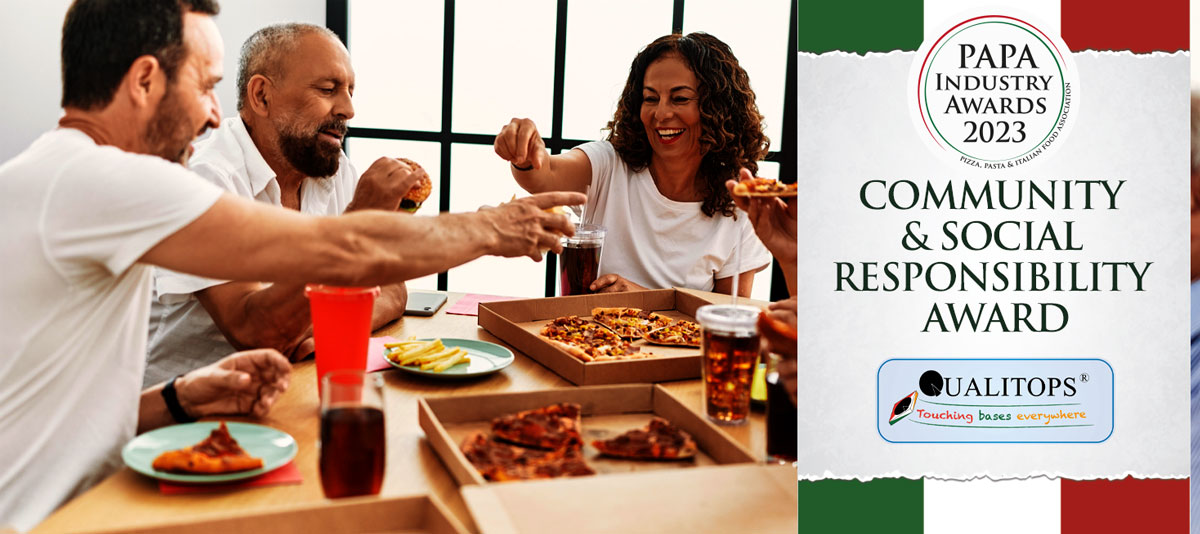 PAPA
INDUSTRY
AWARDS
2023
PIZZA, PASTA & ITALIAN FOOD ASSOCIATION
COMMUNITY
& SOCIAL
RESPONSIBILITY
AWARD
QUALITOPS®
Touching bases everywhere